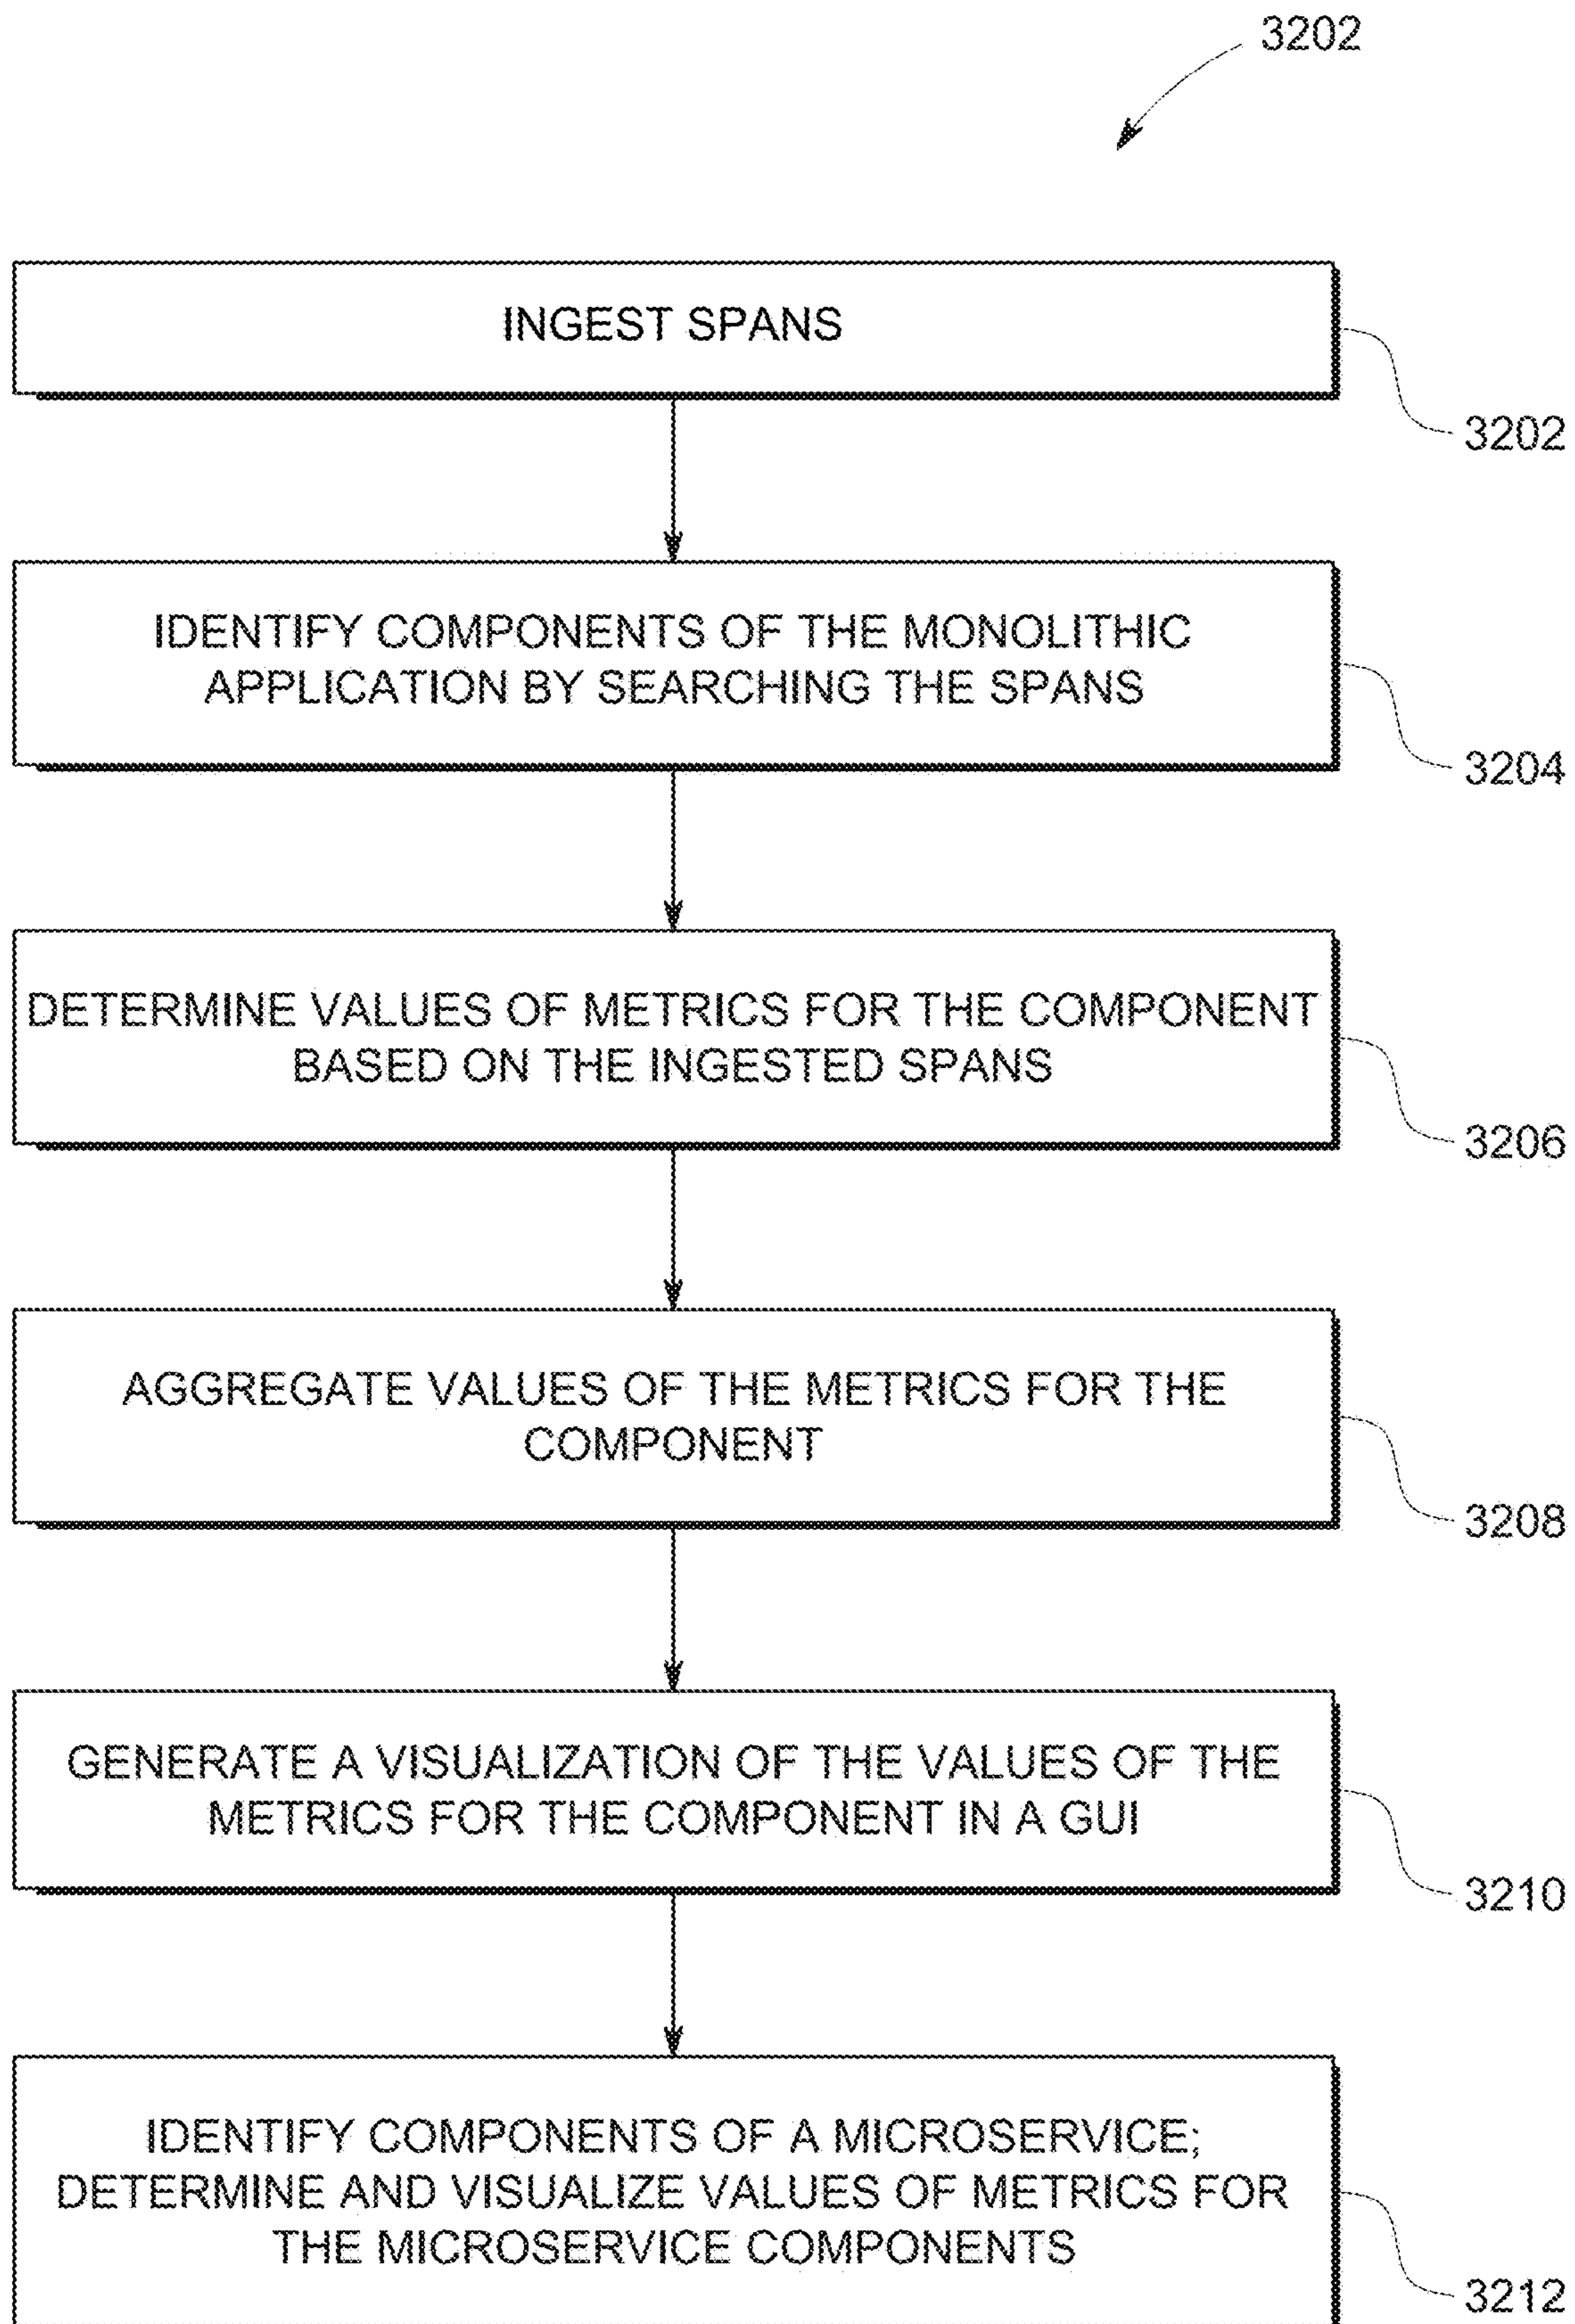 3202
INGEST SPANS
3202
IDENTIFY COMPONENTS OF THE MONOLITHIC
APPLICATION BY SEARCHING THE SPANS
3204
DETERMINE VALUES OF METRICS FOR THE COMPONENT
BASED ON THE INGESTED SPANS
3206
AGGREGATE VALUES OF THE METRICS FOR THE
COMPONENT
3208
GENERATE A VISUALIZATION OF THE VALUES OF THE
METRICS FOR THE COMPONENT IN A GUI
3210
IDENTIFY COMPONENTS OF A MICROSERVICE;
DETERMINE AND VISUALIZE VALUES OF METRICS FOR
THE MICROSERVICE COMPONENTS
3212